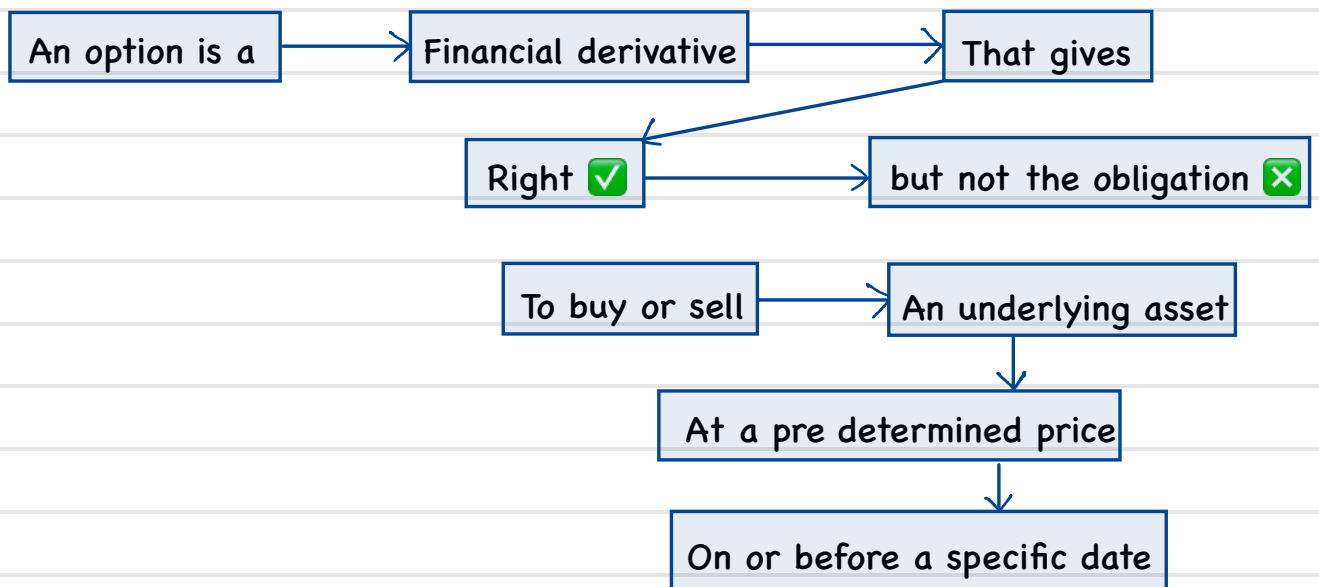 An option is a
Financial derivative
That gives
Right ✅
but not the obligation ❎
To buy or sell
An underlying asset
At a pre determined price
On or before a specific date